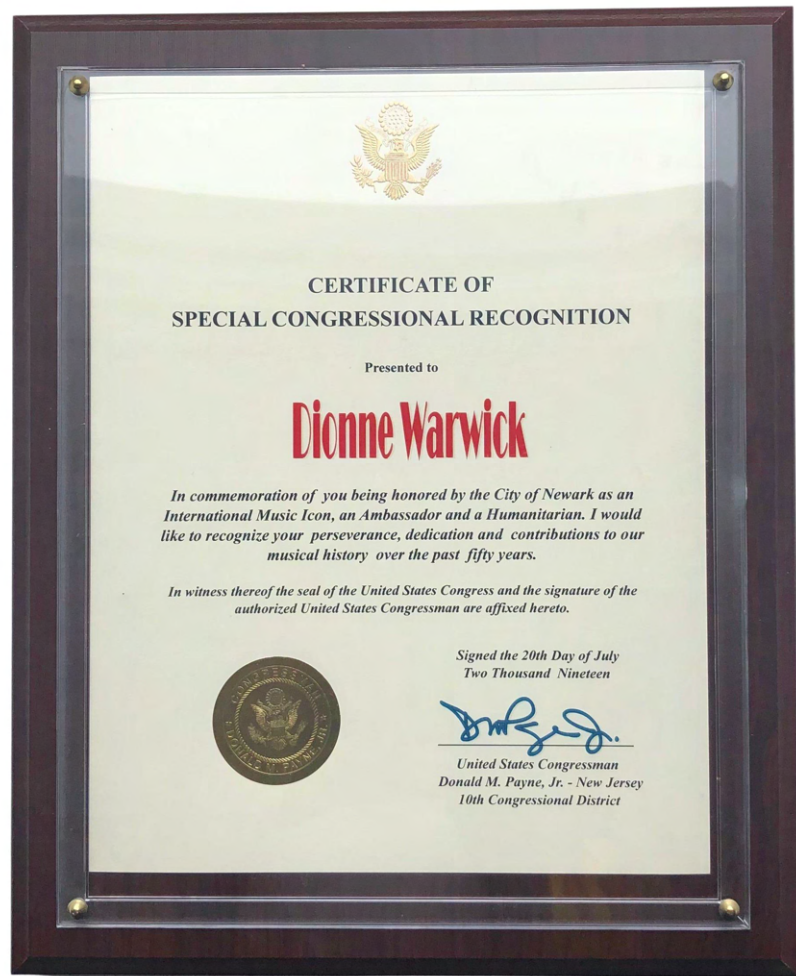 CERTIFICATE OF
SPECIAL CONGRESSIONAL RECOGNITION
Presented to
Dionne Warwick
In commemoration of you being honored by the City of Newark as an
International Music Icon, an Ambassador and a Humanitarian. I would
like to recognize your perseverance, dedication and contributions to our
musical history over the past fifty years.
In witness thereof the seal of the United States Congress and the signature of the
authorized United States Congressman are affixed hereto.
Signed the 20th Day of July
Two Thousand Nineteen
CONGRESSMAN
DONALD M. PAYNE, JR.
United States Congressman
Donald M. Payne, Jr. - New Jersey
10th Congressional District